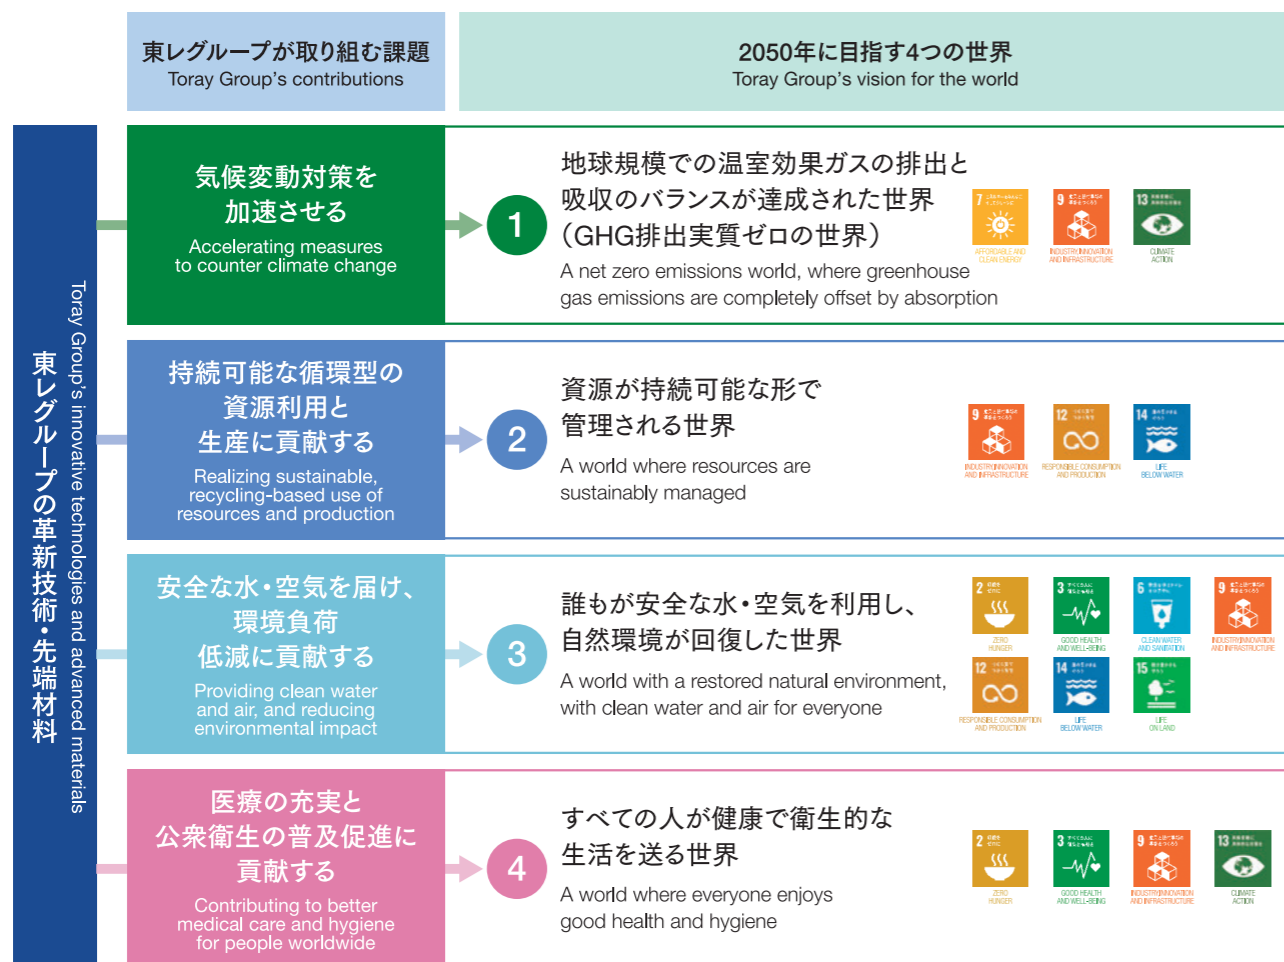 東レグループが取り組む課題
Toray Group's contributions
2050年に目指す4つの世界
Toray Group's vision for the world
東レグループの革新技術・先端材料
Toray Group's innovative technologies and advanced materials
気候変動対策を
加速させる
Accelerating measures
to counter climate change
1
地球規模での温室効果ガスの排出と
吸収のバランスが達成された世界
（GHG排出実質ゼロの世界）
A net zero emissions world, where greenhouse
gas emissions are completely offset by absorption
7
AFFORDABLE AND
CLEAN ENERGY
9
INDUSTRY, INNOVATION
AND INFRASTRUCTURE
13
CLIMATE
ACTION
持続可能な循環型の
資源利用と
生産に貢献する
Realizing sustainable,
recycling-based use of
resources and production
2
資源が持続可能な形で
管理される世界
A world where resources are
sustainably managed
9
INDUSTRY, INNOVATION
AND INFRASTRUCTURE
12
RESPONSIBLE CONSUMPTION
AND PRODUCTION
14
LIFE
BELOW WATER
安全な水・空気を届け、
環境負荷
低減に貢献する
Providing clean water
and air, and reducing
environmental impact
3
誰もが安全な水・空気を利用し、
自然環境が回復した世界
A world with a restored natural environment,
with clean water and air for everyone
2
ZERO
HUNGER
3
GOOD HEALTH
AND WELL-BEING
6
CLEAN WATER
AND SANITATION
9
INDUSTRY, INNOVATION
AND INFRASTRUCTURE
12
RESPONSIBLE CONSUMPTION
AND PRODUCTION
14
LIFE
BELOW WATER
15
LIFE
ON LAND
医療の充実と
公衆衛生の普及促進に
貢献する
Contributing to better
medical care and hygiene
for people worldwide
4
すべての人が健康で衛生的な
生活を送る世界
A world where everyone enjoys
good health and hygiene
2
ZERO
HUNGER
3
GOOD HEALTH
AND WELL-BEING
9
INDUSTRY, INNOVATION
AND INFRASTRUCTURE
13
CLIMATE
ACTION